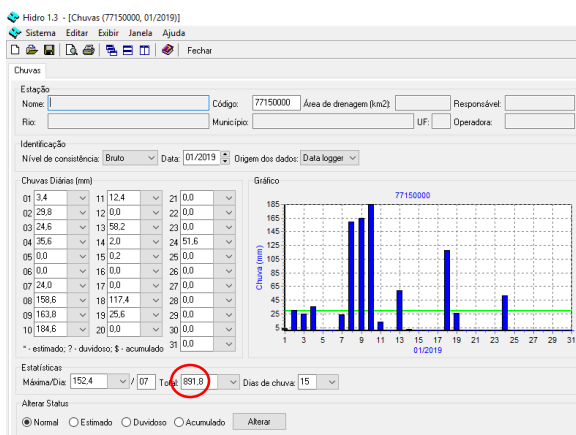 Hidro 1.3 - [Chuvas (77150000, 01/2019)]
Sistema Editar Exibir Janela Ajuda
Fechar
Chuvas
Estação
Nome: Código: 77150000 Área de drenagem (km2): Responsável:
Rio: Município: UF: Operadora:
Identificação
Nível de consistência: Bruto Data: 01/2019 Origem dos dados: Data logger
Chuvas Diárias (mm)
01 3,4 11 12,4 21 0,0
02 29,8 12 0,0 22 0,0
03 24,6 13 58,2 23 0,0
04 35,6 14 2,0 24 51,6
05 0,0 15 0,2 25 0,0
06 0,0 16 0,0 26 0,0
07 24,0 17 0,0 27 0,0
08 158,6 18 117,4 28 0,0
09 163,8 19 25,6 29 0,0
10 184,6 20 0,0 30 0,0
* - estimado; ? - duvidoso; $ - acumulado 31 0,0
Gráfico
77150000
Chuva (mm)
185
165
145
125
105
85
65
45
25
5
1 3 5 7 9 11 13 15 17 19 21 23 25 27 29 31
01/2019
Estatísticas
Máxima/Dia: 152,4 / 07 Total: 891,8 Dias de chuva: 15
Alterar Status
Normal Estimado Duvidoso Acumulado Alterar